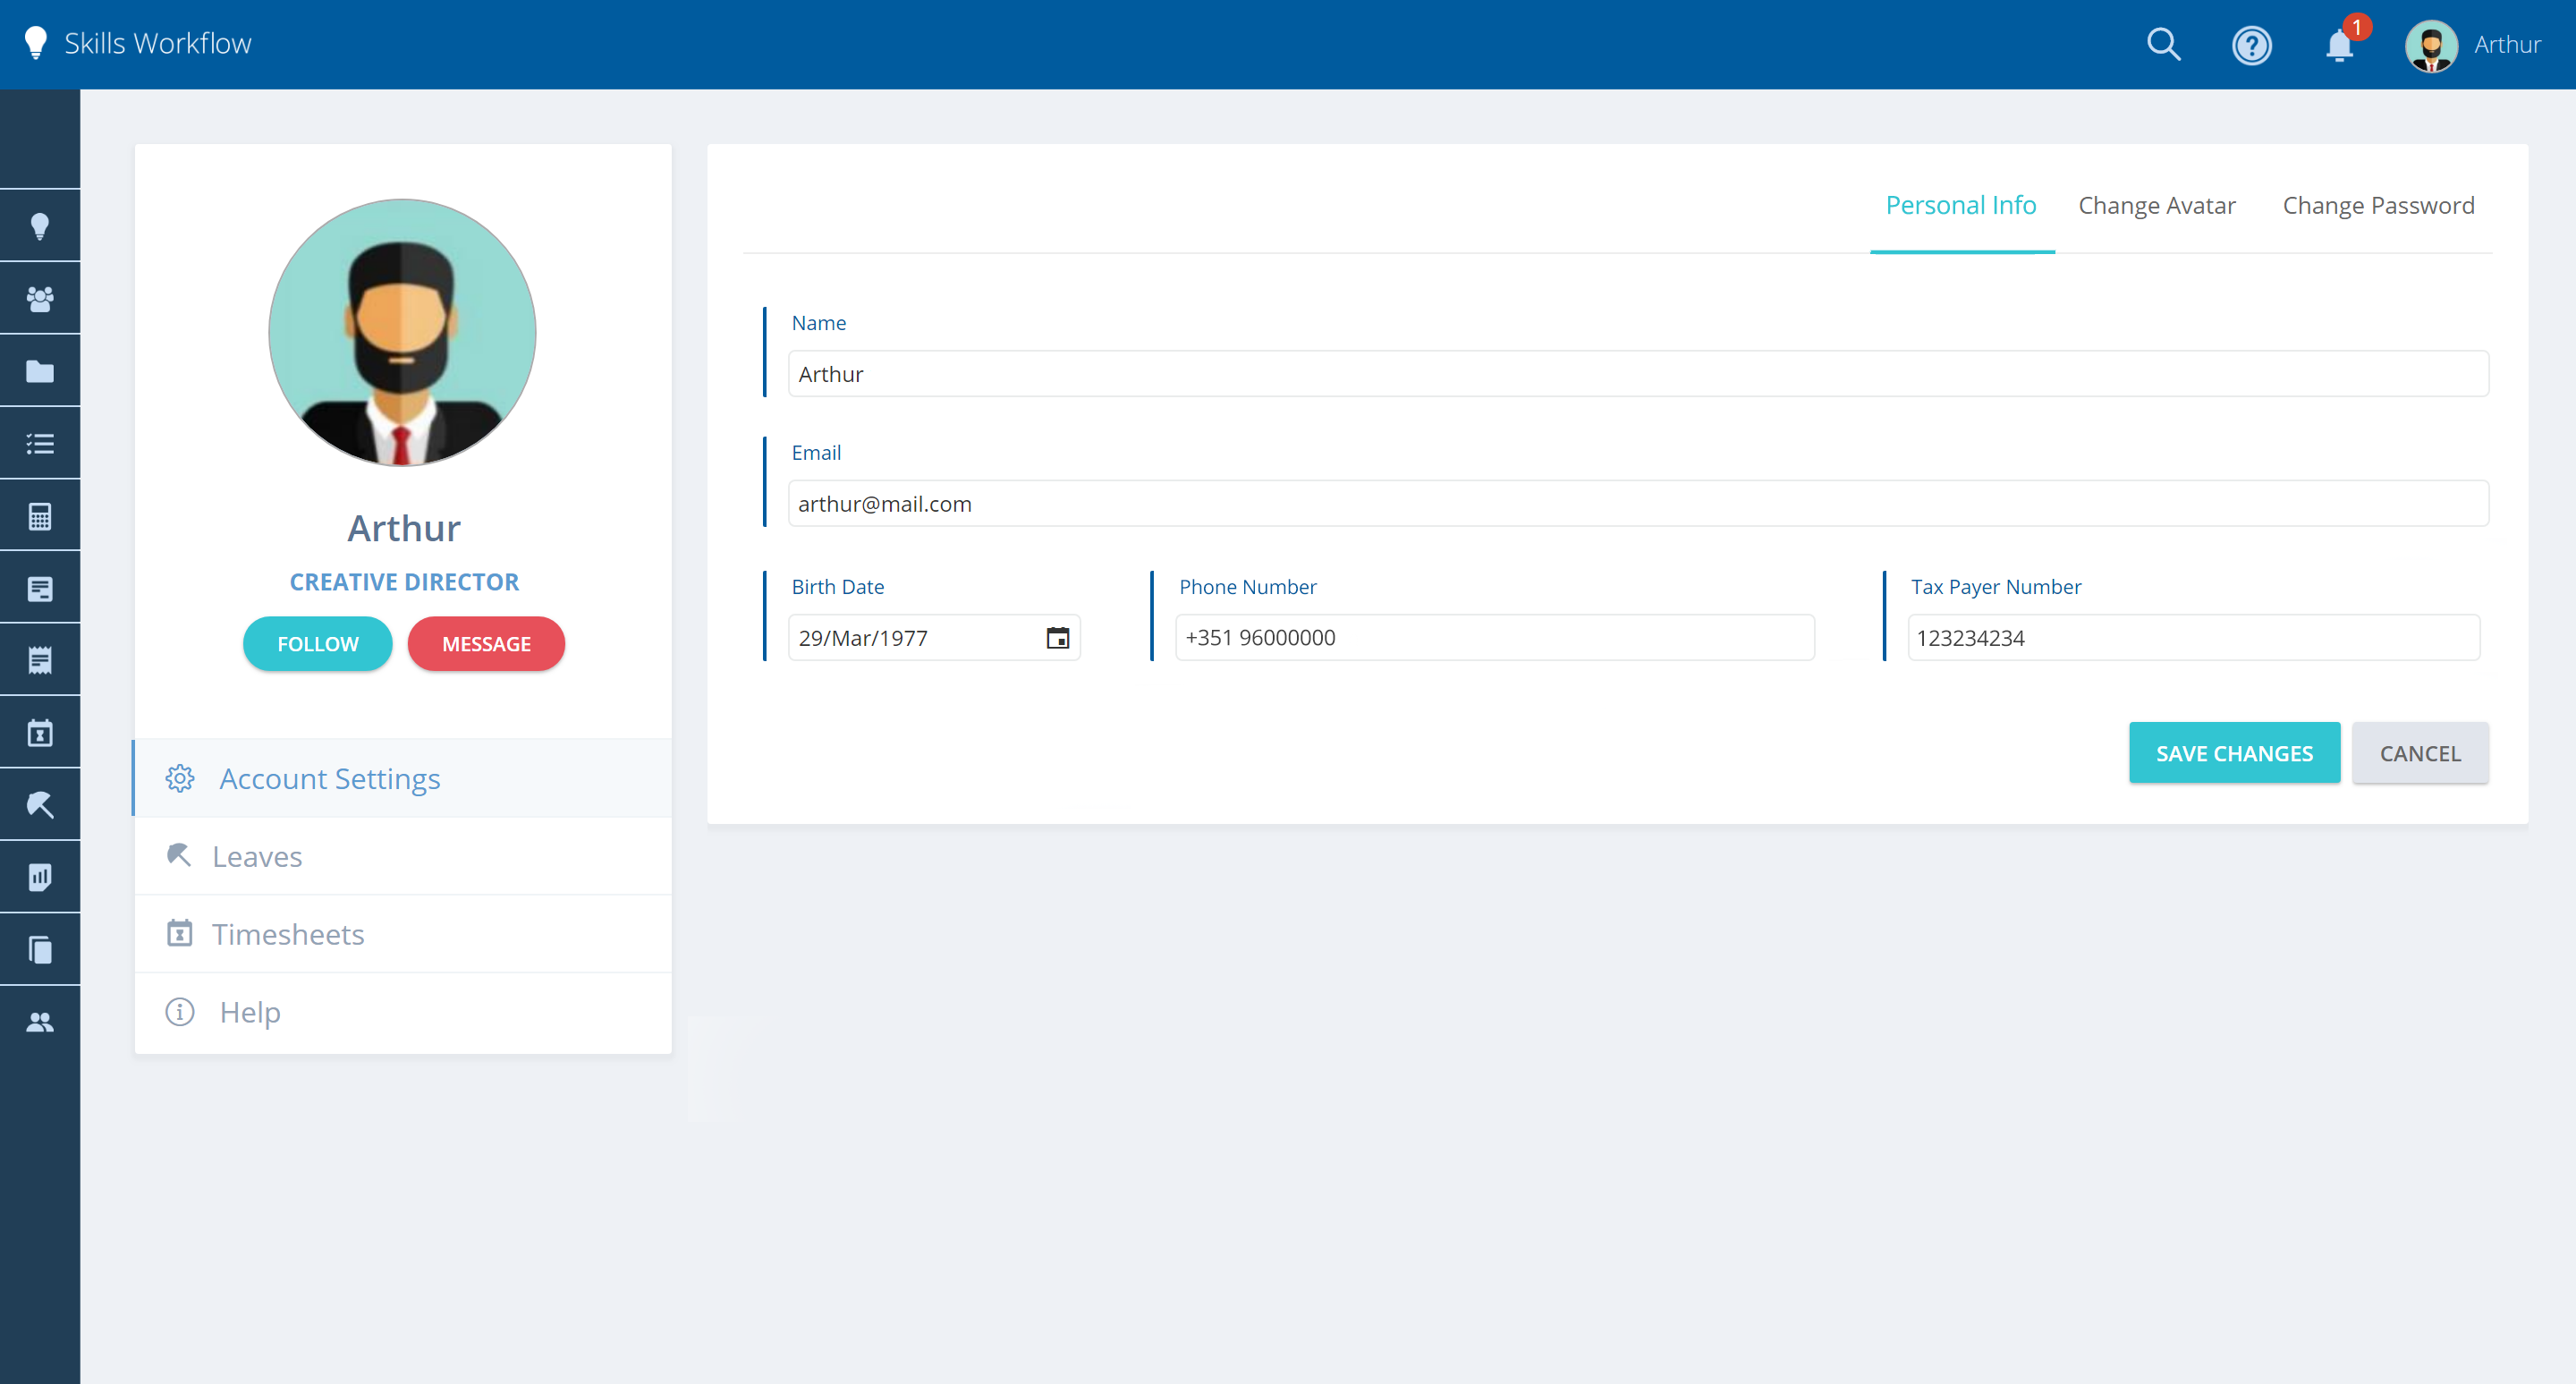 Skills Workflow
1
Arthur
Arthur
CREATIVE DIRECTOR
FOLLOW
MESSAGE
Account Settings
Leaves
Timesheets
Help
Personal Info
Change Avatar
Change Password
Name
Arthur
Email
arthur@mail.com
Birth Date
29/Mar/1977
Phone Number
+351 96000000
Tax Payer Number
123234234
SAVE CHANGES
CANCEL